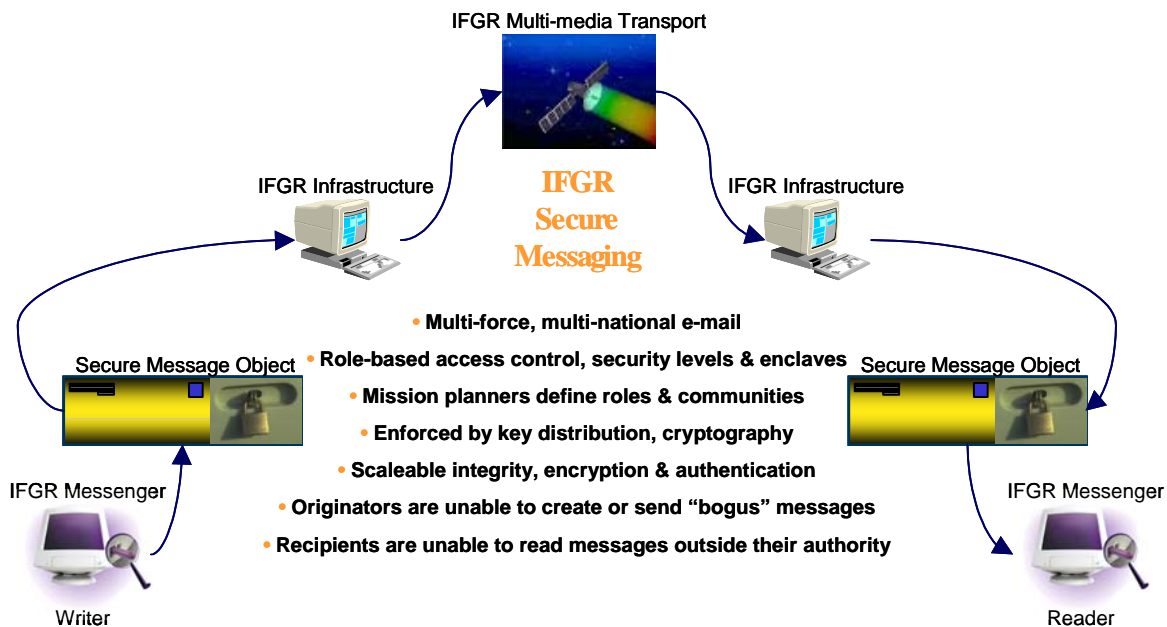 IFGR Multi-media Transport
IFGR Infrastructure
IFGR Infrastructure
IFGR
Secure
Messaging
• Multi-force, multi-national e-mail
• Role-based access control, security levels & enclaves
• Mission planners define roles & communities
• Enforced by key distribution, cryptography
• Scaleable integrity, encryption & authentication
• Originators are unable to create or send “bogus” messages
• Recipients are unable to read messages outside their authority
Secure Message Object
Secure Message Object
IFGR Messenger
IFGR Messenger
Writer
Reader